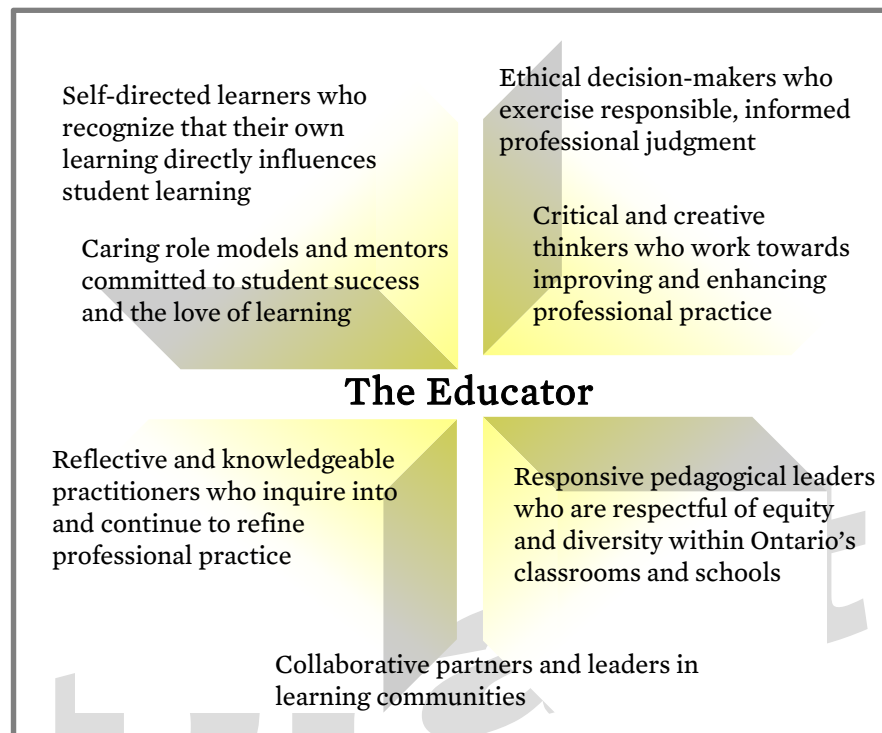 Self-directed learners who
recognize that their own
learning directly influences
student learning
Ethical decision-makers who
exercise responsible, informed
professional judgment
Caring role models and mentors
committed to student success
and the love of learning
Critical and creative
thinkers who work towards
improving and enhancing
professional practice
The Educator
Reflective and knowledgeable
practitioners who inquire into
and continue to refine
professional practice
Responsive pedagogical leaders
who are respectful of equity
and diversity within Ontario’s
classrooms and schools
Collaborative partners and leaders in
learning communities